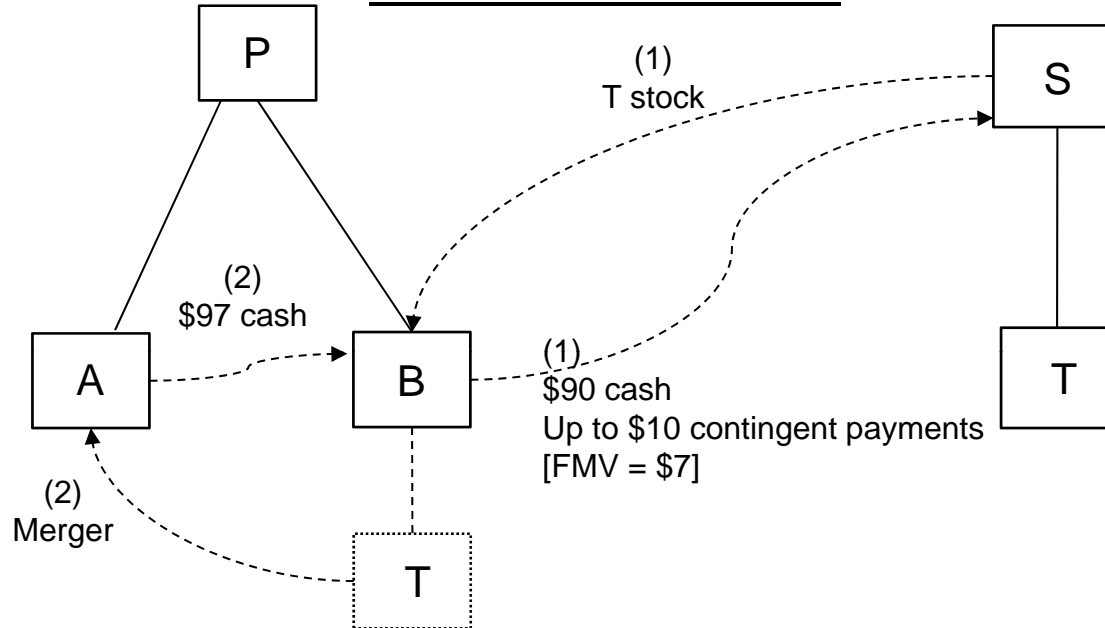 P
(1)
T stock
S
(2)
$97 cash
A
B
(1)
$90 cash
Up to $10 contingent payments
[FMV = $7]
T
(2)
Merger
T